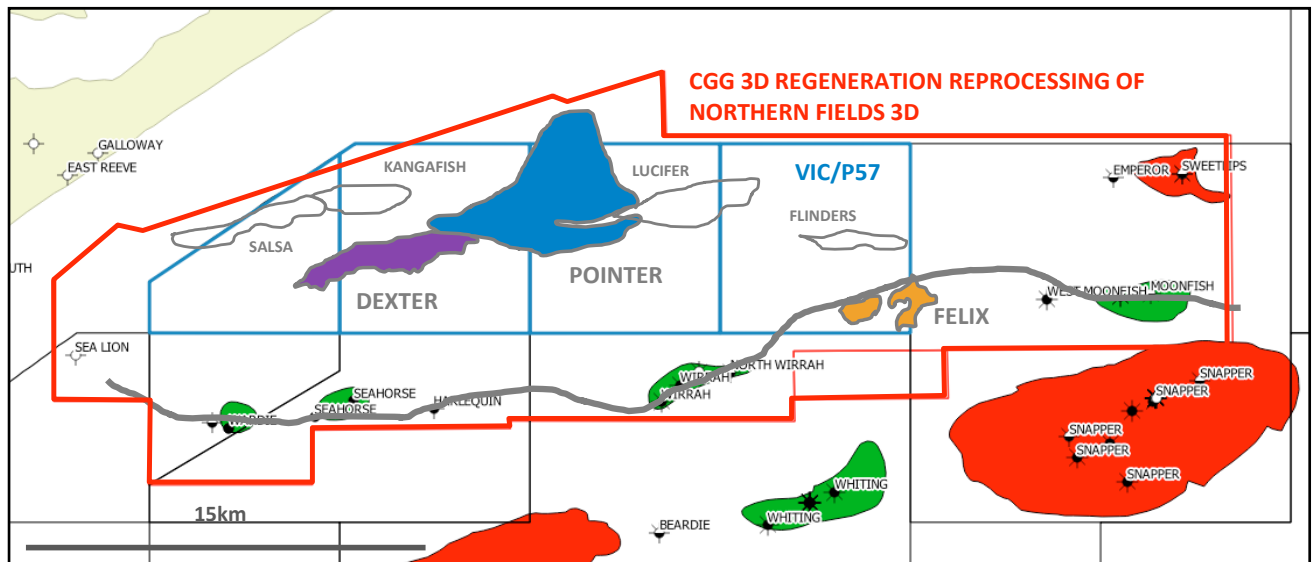 CGG 3D REGENERATION REPROCESSING OF
NORTHERN FIELDS 3D
GALLOWAY
EAST REEVE
KANGAFISH
LUCIFER
VIC/P57
EMPEROR
SWEETLIPS
SALSA
FLINDERS
UTH
DEXTER
POINTER
FELIX
WEST MOONFISH
MOONFISH
SEA LION
NORTH WIRRAH
WIRRAH
WIRRAH
SEAHORSE
SEAHORSE
HARLEQUIN
SNAPPER
SNAPPER
SNAPPER
SNAPPER
SNAPPER
WHITING
WHITING
BEARDIE
15km